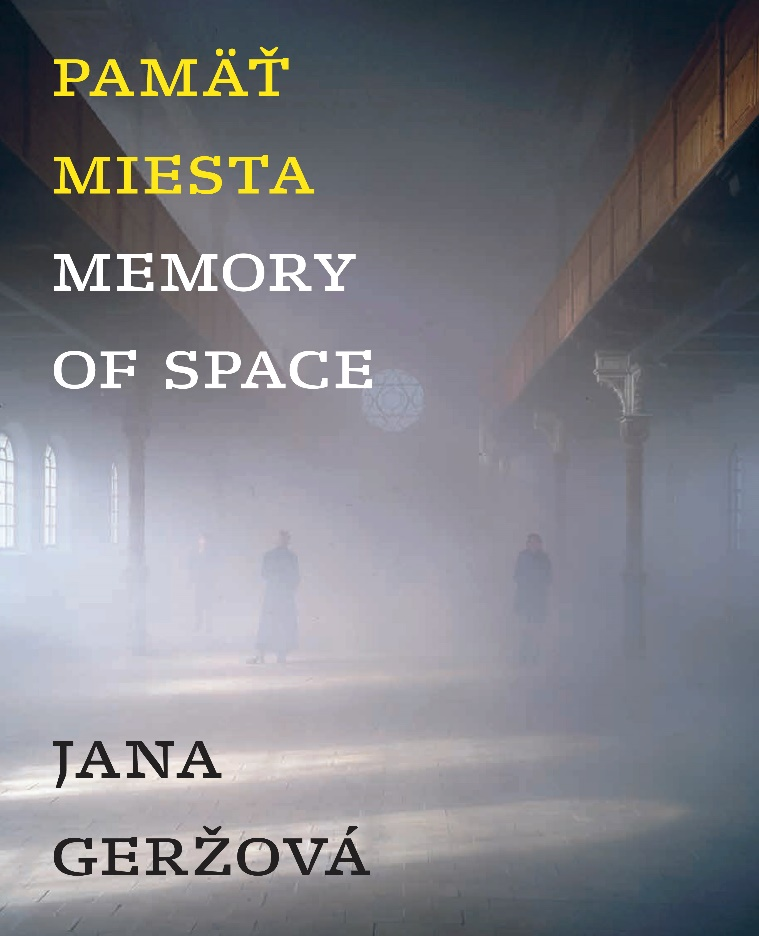 PAMÄŤ
MIESTA
MEMORY
OF SPACE
JANA
GERŽOVÁ